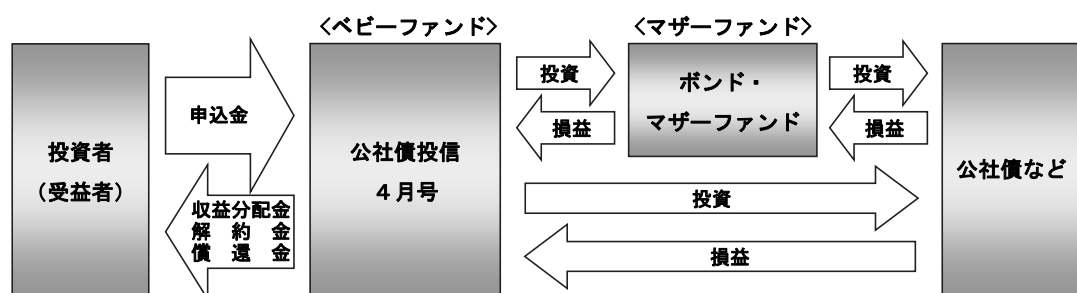 <ベビーファンド>
<マザーファンド>
投資者
(受益者)
申込金
収益分配金
解約金
償還金
公社債投信
4月号
投資
損益
ボンド・
マザーファンド
投資
損益
投資
損益
公社債など